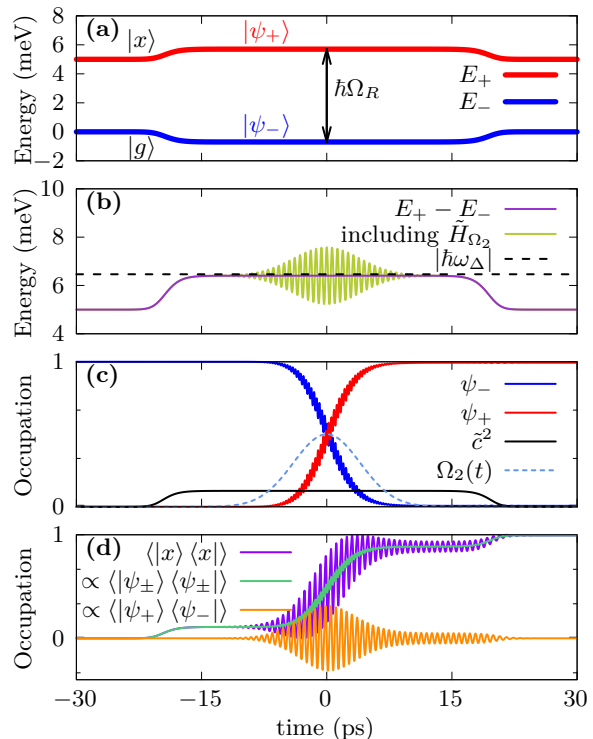 (a)
8
6
4
2
0
−2
Energy (meV)
|x⟩
|ψ+⟩
ℏΩR
E+
E−
|ψ−⟩
|g⟩
(b)
10
8
6
Energy (meV)
E+ − E−
including H̃Ω2
|ℏωΔ|
(c)
1
0
Occupation
ψ−
ψ+
c̃²
Ω2(t)
(d)
1
0
Occupation
⟨|x⟩ ⟨x|⟩
∝ ⟨|ψ±⟩ ⟨ψ±|⟩
∝ ⟨|ψ+⟩ ⟨ψ−|⟩
−30 −15 0 15 30
time (ps)